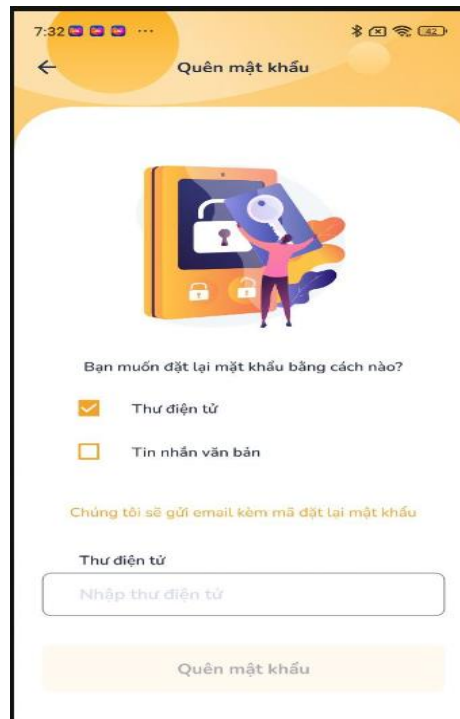 7:32 ... 42
Quên mật khẩu
Bạn muốn đặt lại mặt khẩu bằng cách nào?
Thư điện tử
Tin nhắn văn bản
Chúng tôi sẽ gửi email kèm mã đặt lại mật khẩu
Thư điện tử
Nhập thư điện tử
Quên mật khẩu